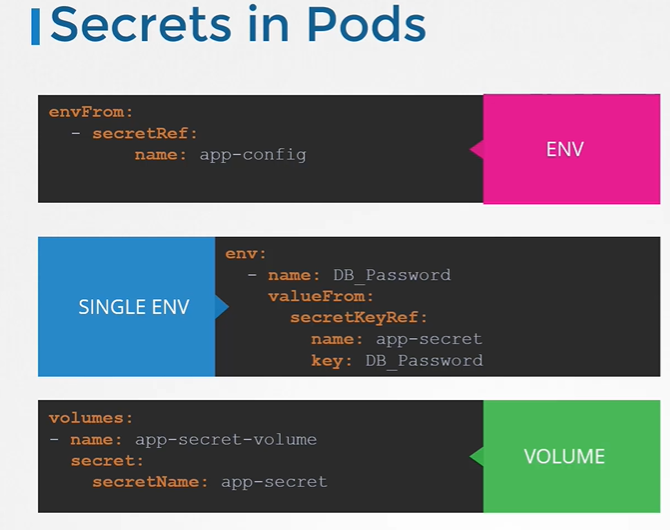 Secrets in Pods
envFrom:
  - secretRef:
        name: app-config
ENV
SINGLE ENV
env:
  - name: DB_Password
    valueFrom:
      secretKeyRef:
        name: app-secret
        key: DB_Password
volumes:
- name: app-secret-volume
  secret:
    secretName: app-secret
VOLUME